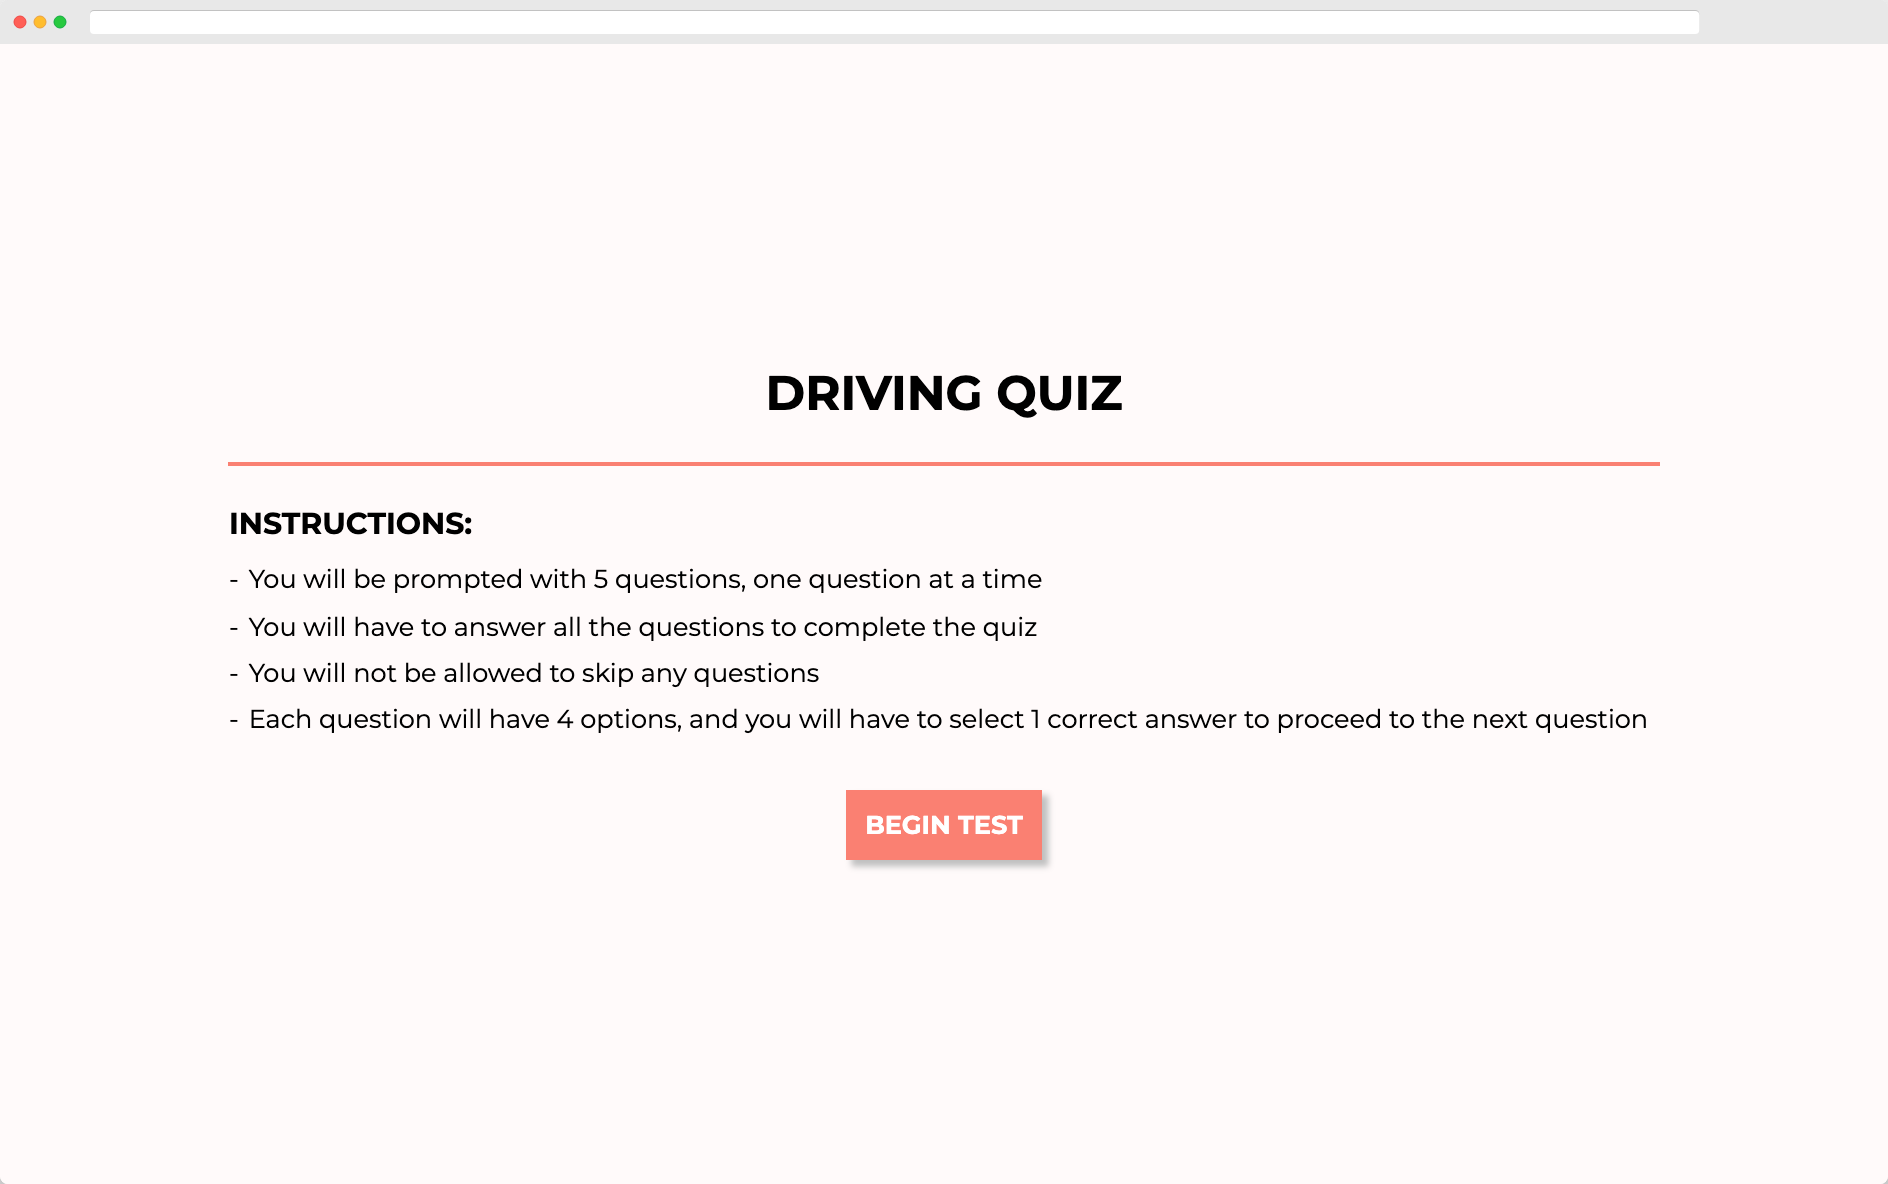 DRIVING QUIZ
INSTRUCTIONS:
- You will be prompted with 5 questions, one question at a time
- You will have to answer all the questions to complete the quiz
- You will not be allowed to skip any questions
- Each question will have 4 options, and you will have to select 1 correct answer to proceed to the next question
BEGIN TEST